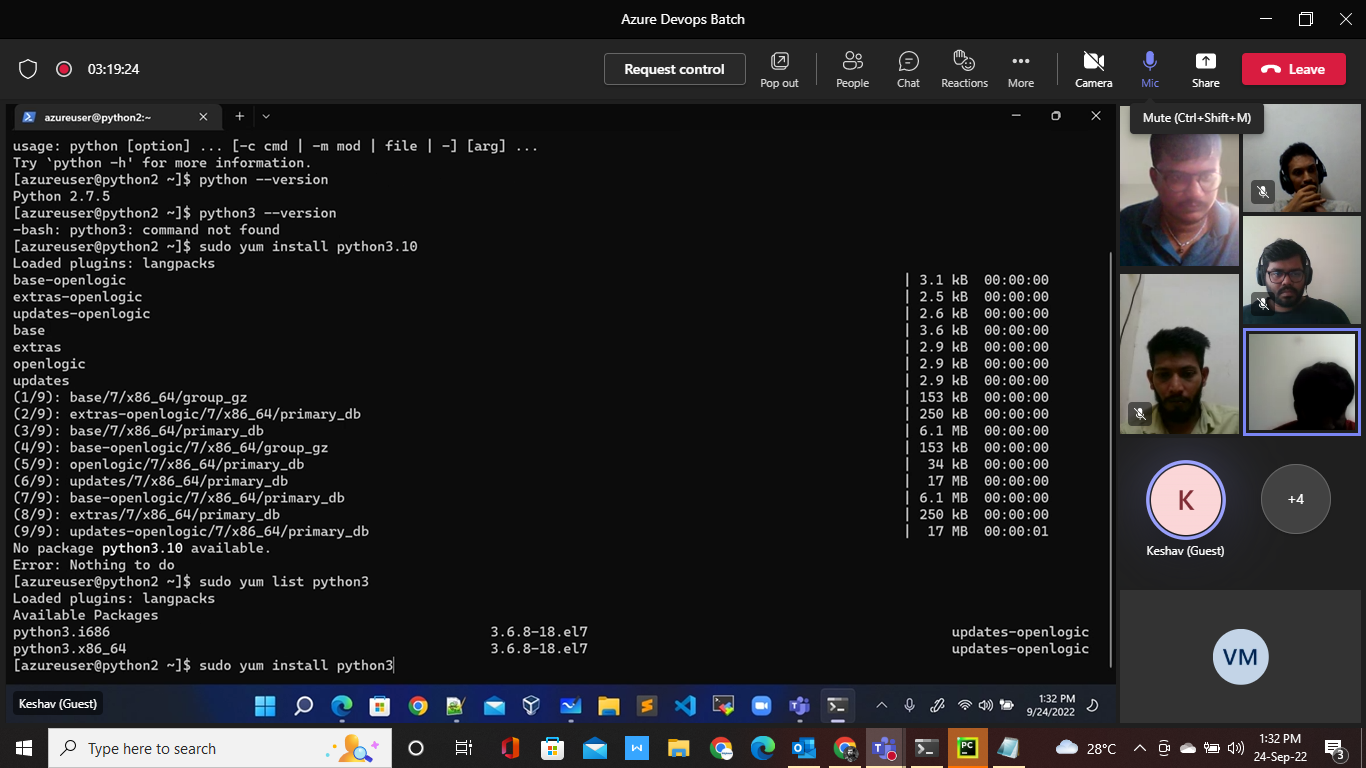 Azure Devops Batch
03:19:24
Request control
Pop out
People
Chat
Reactions
More
Camera
Mic
Share
Leave
Mute (Ctrl+Shift+M)
azureuser@python2:~
usage: python [option] ... [-c cmd | -m mod | file | -] [arg] ...
Try `python -h' for more information.
[azureuser@python2 ~]$ python --version
Python 2.7.5
[azureuser@python2 ~]$ python3 --version
-bash: python3: command not found
[azureuser@python2 ~]$ sudo yum install python3.10
Loaded plugins: langpacks
base-openlogic | 3.1 kB 00:00:00
extras-openlogic | 2.5 kB 00:00:00
updates-openlogic | 2.6 kB 00:00:00
base | 3.6 kB 00:00:00
extras | 2.9 kB 00:00:00
openlogic | 2.9 kB 00:00:00
updates | 2.9 kB 00:00:00
(1/9): base/7/x86_64/group_gz | 153 kB 00:00:00
(2/9): extras-openlogic/7/x86_64/primary_db | 250 kB 00:00:00
(3/9): base/7/x86_64/primary_db | 6.1 MB 00:00:00
(4/9): base-openlogic/7/x86_64/group_gz | 153 kB 00:00:00
(5/9): openlogic/7/x86_64/primary_db | 34 kB 00:00:00
(6/9): updates/7/x86_64/primary_db | 17 MB 00:00:00
(7/9): base-openlogic/7/x86_64/primary_db | 6.1 MB 00:00:00
(8/9): extras/7/x86_64/primary_db | 250 kB 00:00:00
(9/9): updates-openlogic/7/x86_64/primary_db | 17 MB 00:00:01
No package python3.10 available.
Error: Nothing to do
[azureuser@python2 ~]$ sudo yum list python3
Loaded plugins: langpacks
Available Packages
python3.i686 3.6.8-18.el7 updates-openlogic
python3.x86_64 3.6.8-18.el7 updates-openlogic
[azureuser@python2 ~]$ sudo yum install python3
K
+4
Keshav (Guest)
VM
Keshav (Guest)
1:32 PM
9/24/2022
Type here to search
W
PC
28°C
1:32 PM
24-Sep-22
3